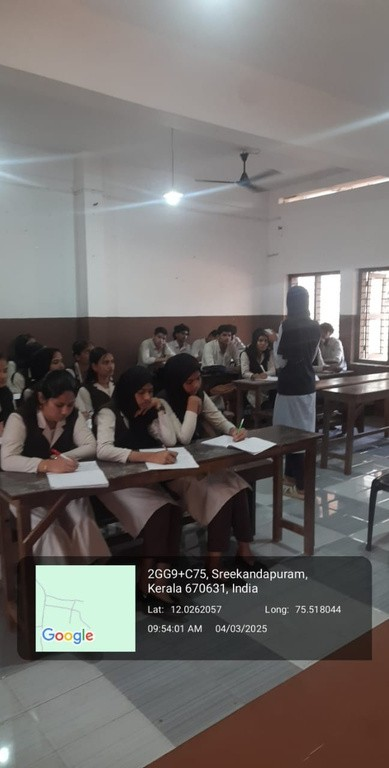 2GG9+C75, Sreekandapuram,
Kerala 670631, India
Lat: 12.0262057 Long: 75.518044
09:54:01 AM 04/03/2025
Google